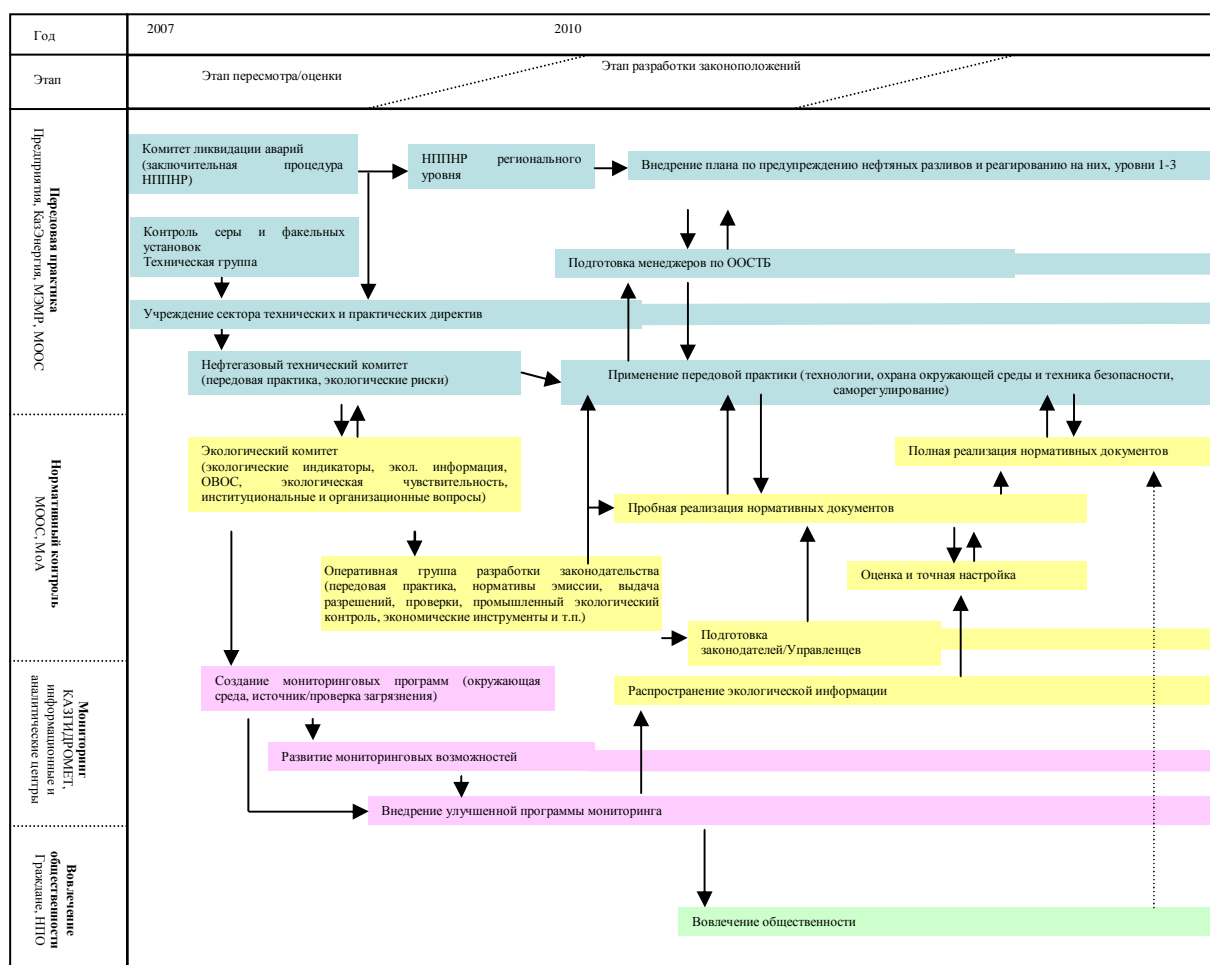 Год
2007
2010
Этап
Этап пересмотра/оценки
Этап разработки законоположений
Передовая практика
Предприятия, КазЭнергия, МЭМР, МООС
Комитет ликвидации аварий
(заключительная процедура
НППНР)
НППНР регионального
уровня
Внедрение плана по предупреждению нефтяных разливов и реагированию на них, уровни 1-3
Контроль серы и факельных
установок
Техническая группа
Подготовка менеджеров по ООСТБ
Учреждение сектора технических и практических директив
Нефтегазовый технический комитет
(передовая практика, экологические риски)
Применение передовой практики (технологии, охрана окружающей среды и техника безопасности,
саморегулирование)
Нормативный контроль
МООС, МоА
Экологический комитет
(экологические индикаторы, экол. информация,
ОВОС, экологическая чувствительность,
институциональные и организационные вопросы)
Полная реализация нормативных документов
Пробная реализация нормативных документов
Оперативная группа разработки законодательства
(передовая практика, нормативы эмиссии, выдача
разрешений, проверки, промышленный экологический
контроль, экономические инструменты и т.п.)
Оценка и точная настройка
Подготовка
законодателей/Управленцев
Мониторинг
КАЗГИДРОМЕТ,
информационные и
аналитические центры
Создание мониторинговых программ (окружающая
среда, источник/проверка загрязнения)
Распространение экологической информации
Развитие мониторинговых возможностей
Внедрение улучшенной программы мониторинга
Вовлечение
общественности
Граждане, НПО
Вовлечение общественности